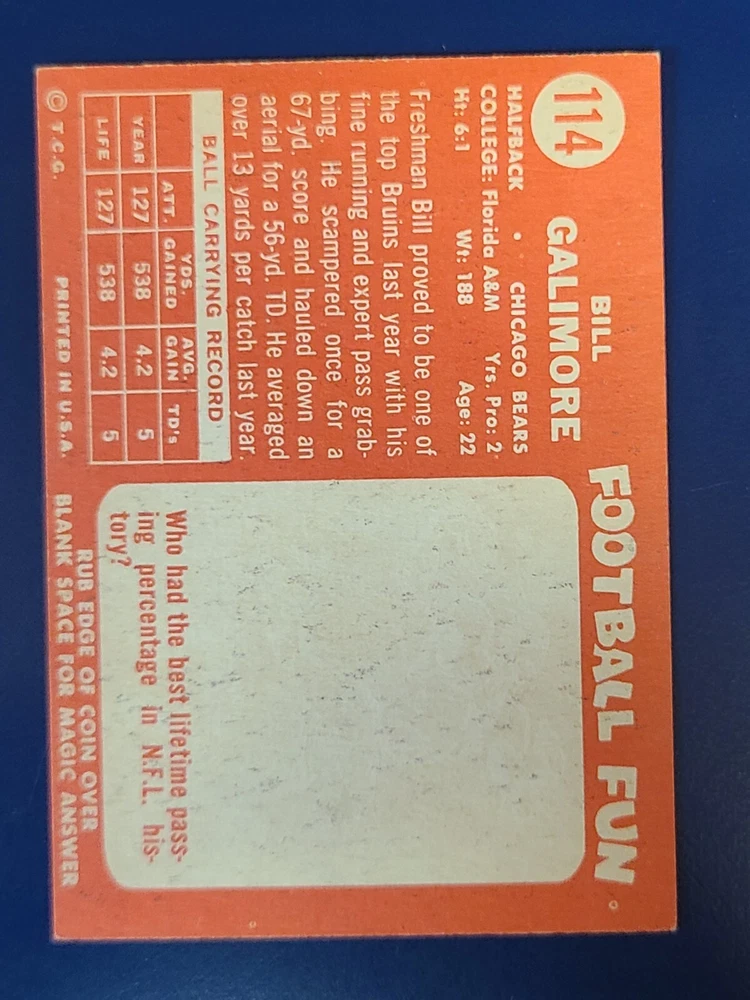 114
BILL
GALIMORE
HALFBACK • CHICAGO BEARS
COLLEGE: Florida A&M Yrs. Pro: 2
Ht: 6:1 Wt: 188 Age: 22
Freshman Bill proved to be one of
the top Bruins last year with his
fine running and expert pass grab-
bing. He scampered once for a
67-yd. score and hauled down an
aerial for a 56-yd. TD. He averaged
over 13 yards per catch last year.
BALL CARRYING RECORD
ATT. YDS. GAINED AVG. GAIN TD's
YEAR 127 538 4.2 5
LIFE 127 538 4.2 5
© T.C.G. PRINTED IN U.S.A.
FOOTBALL FUN
Who had the best lifetime pass-
ing percentage in N.F.L. his-
tory?
RUB EDGE OF COIN OVER
BLANK SPACE FOR MAGIC ANSWER